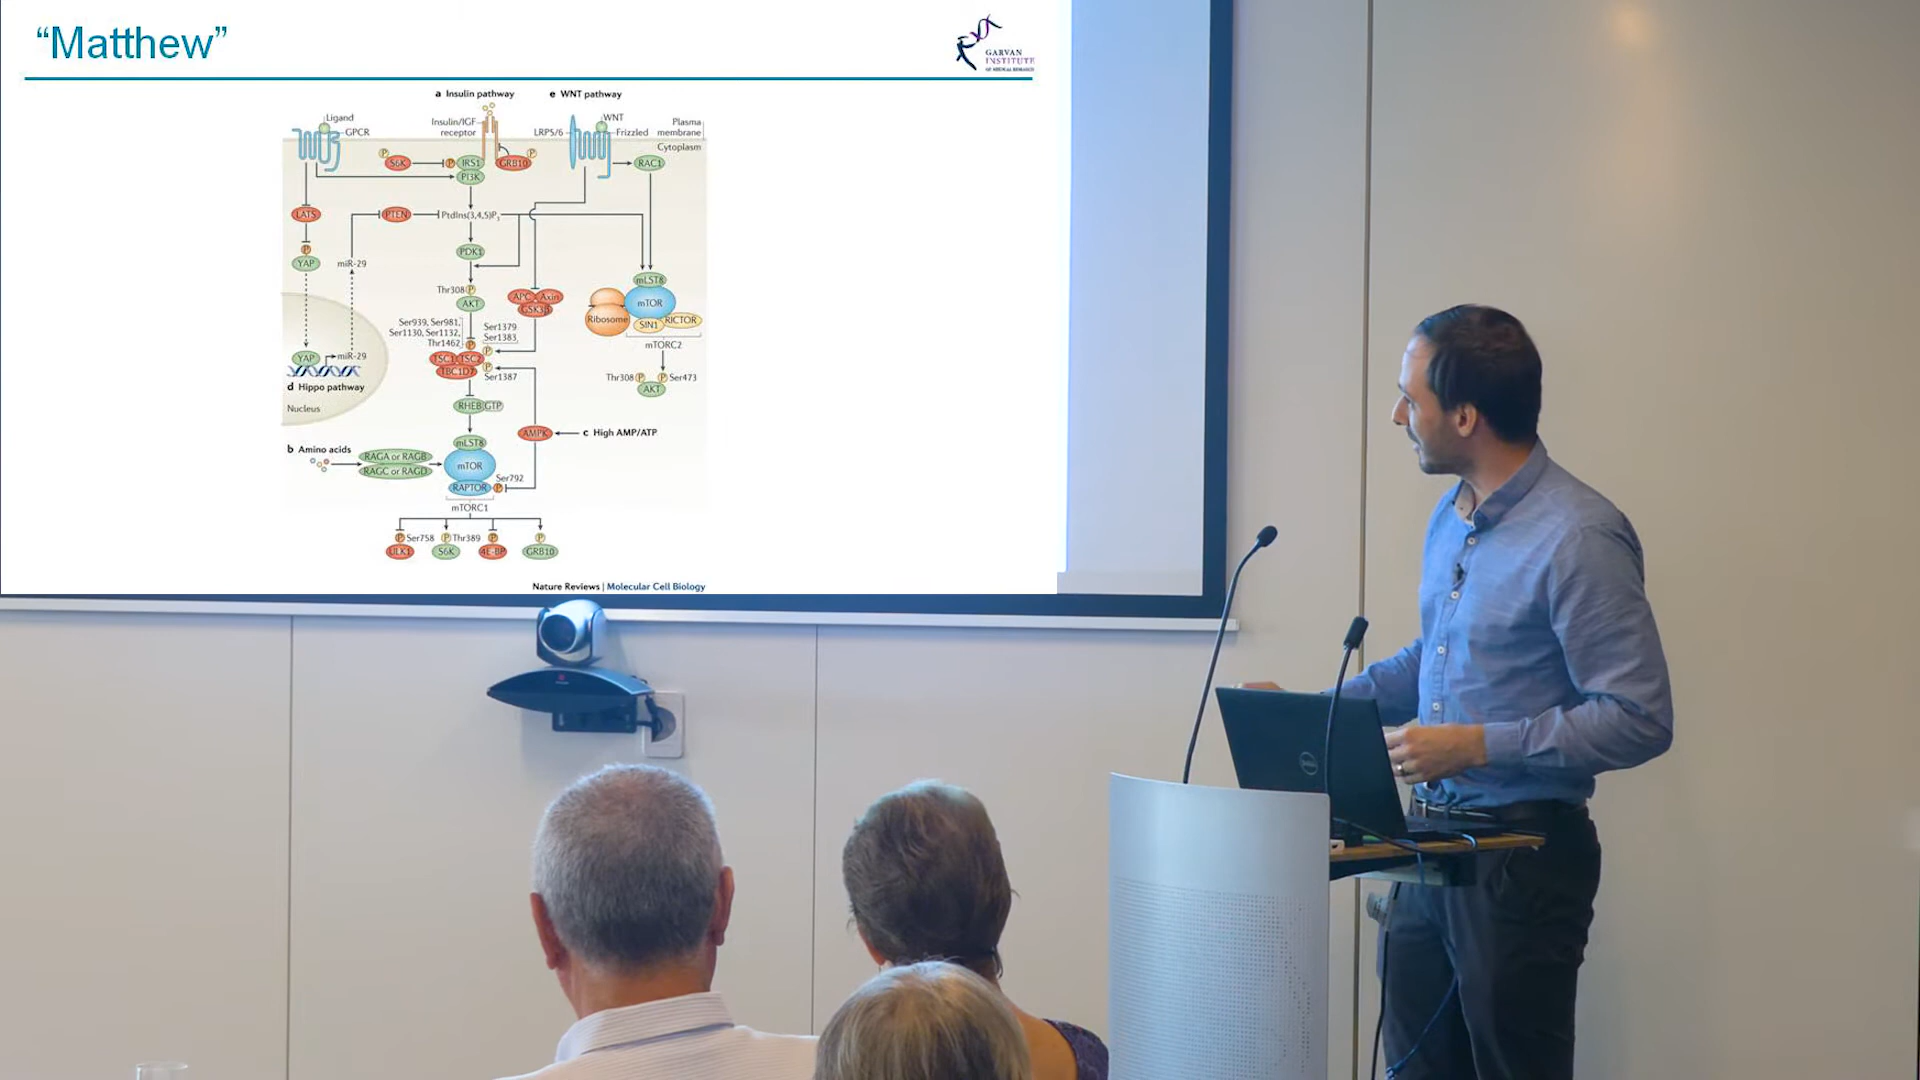 “Matthew”
GARVAN
INSTITUTE
OF MEDICAL RESEARCH
a Insulin pathway
e WNT pathway
Ligand
GPCR
Insulin/IGF
receptor
LRP5/6
WNT
Frizzled
Plasma
membrane
Cytoplasm
P
S6K
P
IRS1
PI3K
GRB10
P
RAC1
LATS
PTEN
PtdIns(3,4,5)P3
P
YAP
miR-29
PDK1
Thr308 P
AKT
APC
Axin
GSK3β
mLST8
mTOR
Ribosome
SIN1
RICTOR
mTORC2
Ser939, Ser981,
Ser1130, Ser1132,
Thr1462
P
Ser1379
Ser1383
P
TSC1
TSC2
TBC1D7
P
Ser1387
Thr308 P
P Ser473
AKT
YAP
miR-29
d Hippo pathway
Nucleus
RHEB
GTP
AMPK
c High AMP/ATP
b Amino acids
RAGA or RAGB
RAGC or RAGD
mLST8
mTOR
RAPTOR
P
Ser792
mTORC1
P Ser758
P Thr389
P
P
ULK1
S6K
4E-BP
GRB10
Nature Reviews | Molecular Cell Biology
DELL